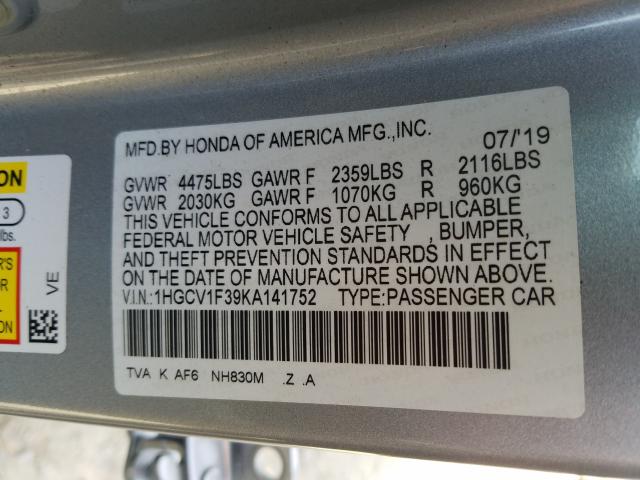 MFD.BY HONDA OF AMERICA MFG.,INC. 07/'19
GVWR 4475LBS GAWR F 2359LBS R 2116LBS
GVWR 2030KG GAWR F 1070KG R 960KG
THIS VEHICLE CONFORMS TO ALL APPLICABLE
FEDERAL MOTOR VEHICLE SAFETY , BUMPER,
AND THEFT PREVENTION STANDARDS IN EFFECT
ON THE DATE OF MANUFACTURE SHOWN ABOVE.
V.I.N.:1HGCV1F39KA141752 TYPE:PASSENGER CAR
TVA K AF6 NH830M .Z .A
3
lbs.
VE